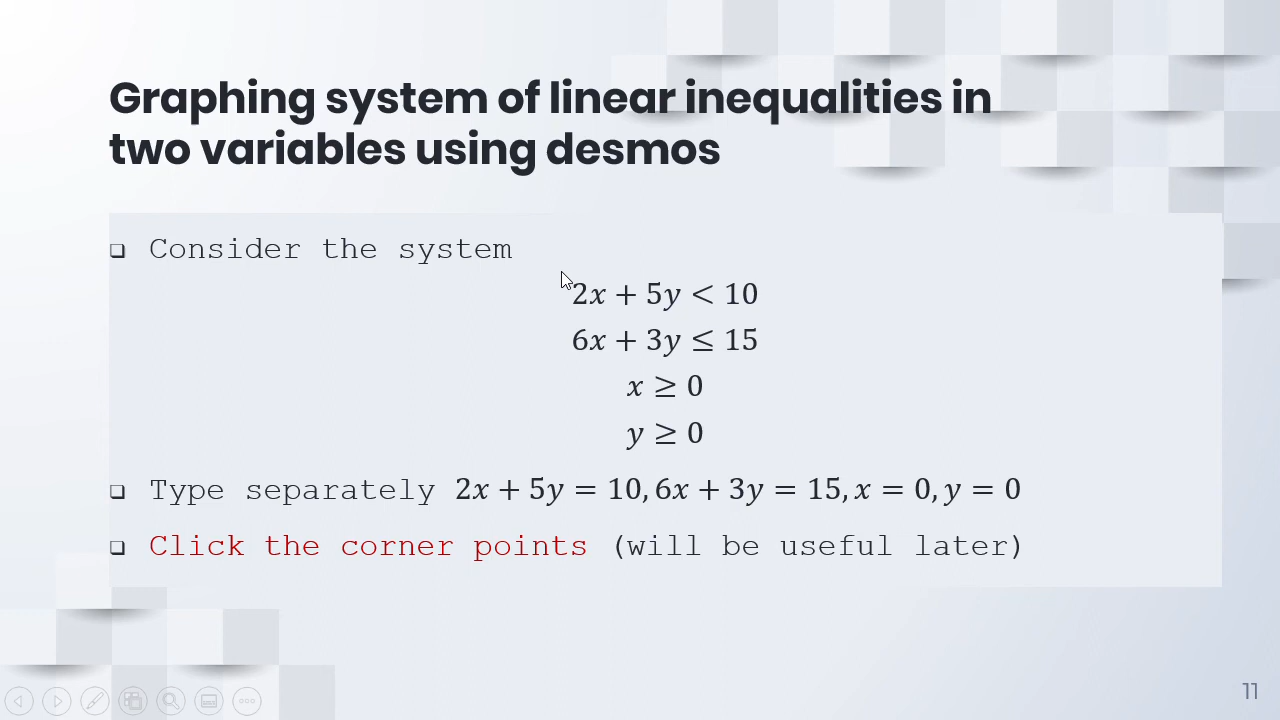 Graphing system of linear inequalities in
two variables using desmos
❑ Consider the system
2x + 5y < 10
6x + 3y ≤ 15
x ≥ 0
y ≥ 0
❑ Type separately 2x + 5y = 10, 6x + 3y = 15, x = 0, y = 0
❑ Click the corner points (will be useful later)
11